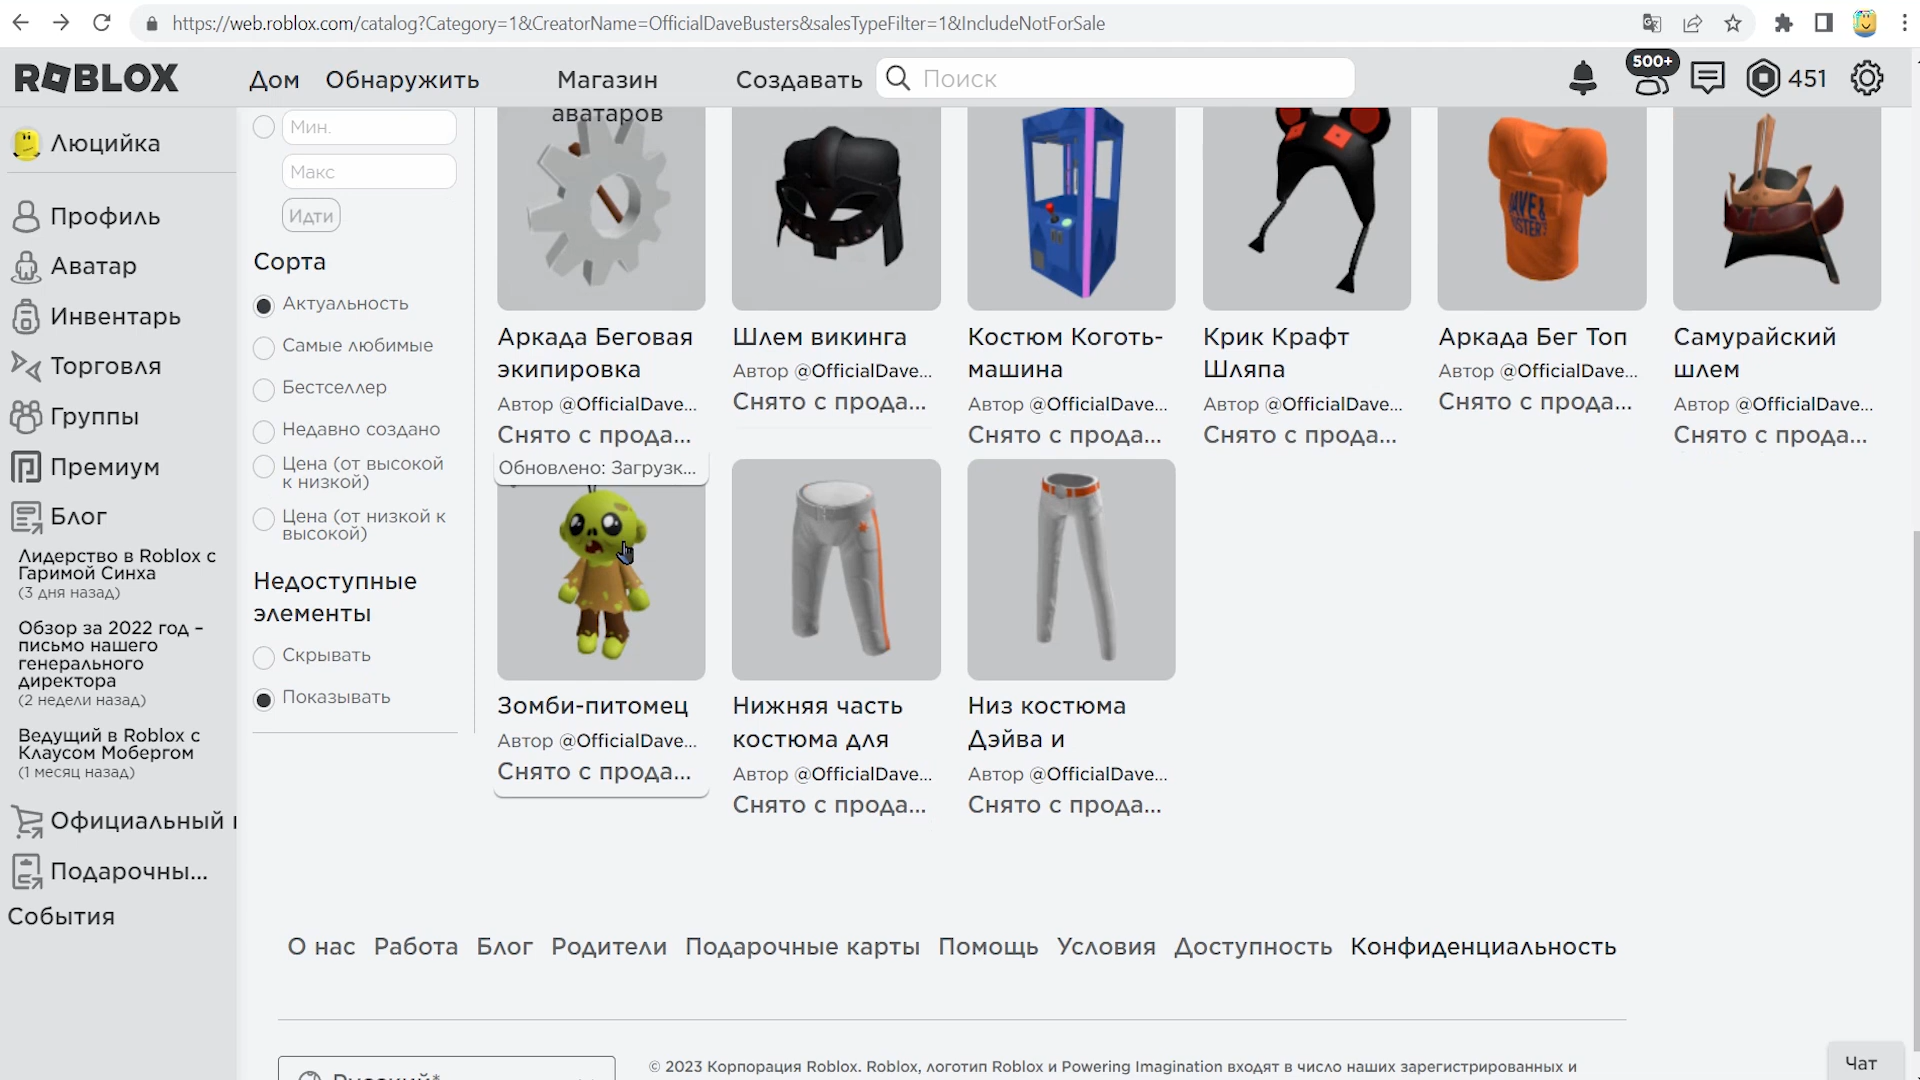 https://web.roblox.com/catalog?Category=1&CreatorName=OfficialDaveBusters&salesTypeFilter=1&IncludeNotForSale
ROBLOX
Дом
Обнаружить
Магазин
аватаров
Создавать
Поиск
500+
451
Люцийка
Профиль
Аватар
Инвентарь
Торговля
Группы
Премиум
Блог
Лидерство в Roblox с
Гаримой Синха
(3 дня назад)
Обзор за 2022 год –
письмо нашего
генерального
директора
(2 недели назад)
Ведущий в Roblox с
Клаусом Мобергом
(1 месяц назад)
Официальный
Подарочны...
События
Мин.
Макс
Идти
Сорта
Актуальность
Самые любимые
Бестселлер
Недавно создано
Цена (от высокой
к низкой)
Цена (от низкой к
высокой)
Недоступные
элементы
Скрывать
Показывать
Аркада Беговая
экипировка
Автор @OfficialDave...
Снято с прода...
Обновлено: Загрузк...
Шлем викинга
Автор @OfficialDave...
Снято с прода...
Костюм Коготь-
машина
Автор @OfficialDave...
Снято с прода...
Крик Крафт
Шляпа
Автор @OfficialDave...
Снято с прода...
DAVE &
BUSTER'S
Аркада Бег Топ
Автор @OfficialDave...
Снято с прода...
Самурайский
шлем
Автор @OfficialDave...
Снято с прода...
Зомби-питомец
Автор @OfficialDave...
Снято с прода...
Нижняя часть
костюма для
Автор @OfficialDave...
Снято с прода...
Низ костюма
Дэйва и
Автор @OfficialDave...
Снято с прода...
О нас Работа Блог Родители Подарочные карты Помощь Условия Доступность Конфиденциальность
Русский*
© 2023 Корпорация Roblox. Roblox, логотип Roblox и Powering Imagination входят в число наших зарегистрированных и
Чат